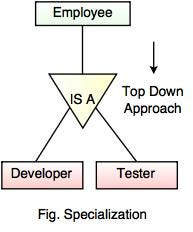 Employee
IS A
Top Down
Approach
Developer
Tester
Fig. Specialization